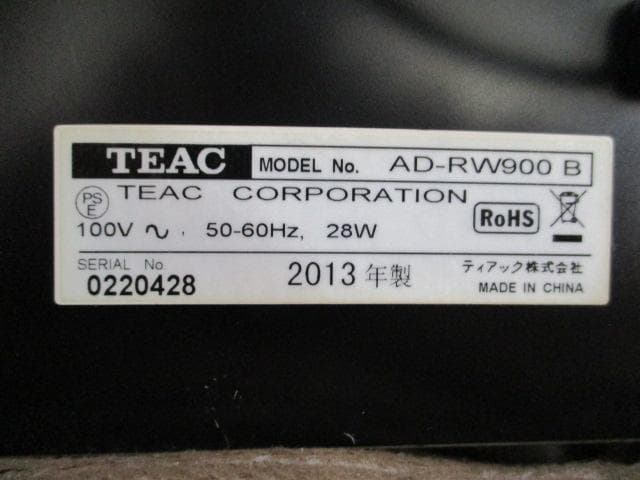 TEAC MODEL No. AD-RW900 B
PS E TEAC CORPORATION
RoHS
100V ~ , 50-60Hz, 28W
SERIAL No.
0220428
2013 年製
ティアック株式会社
MADE IN CHINA